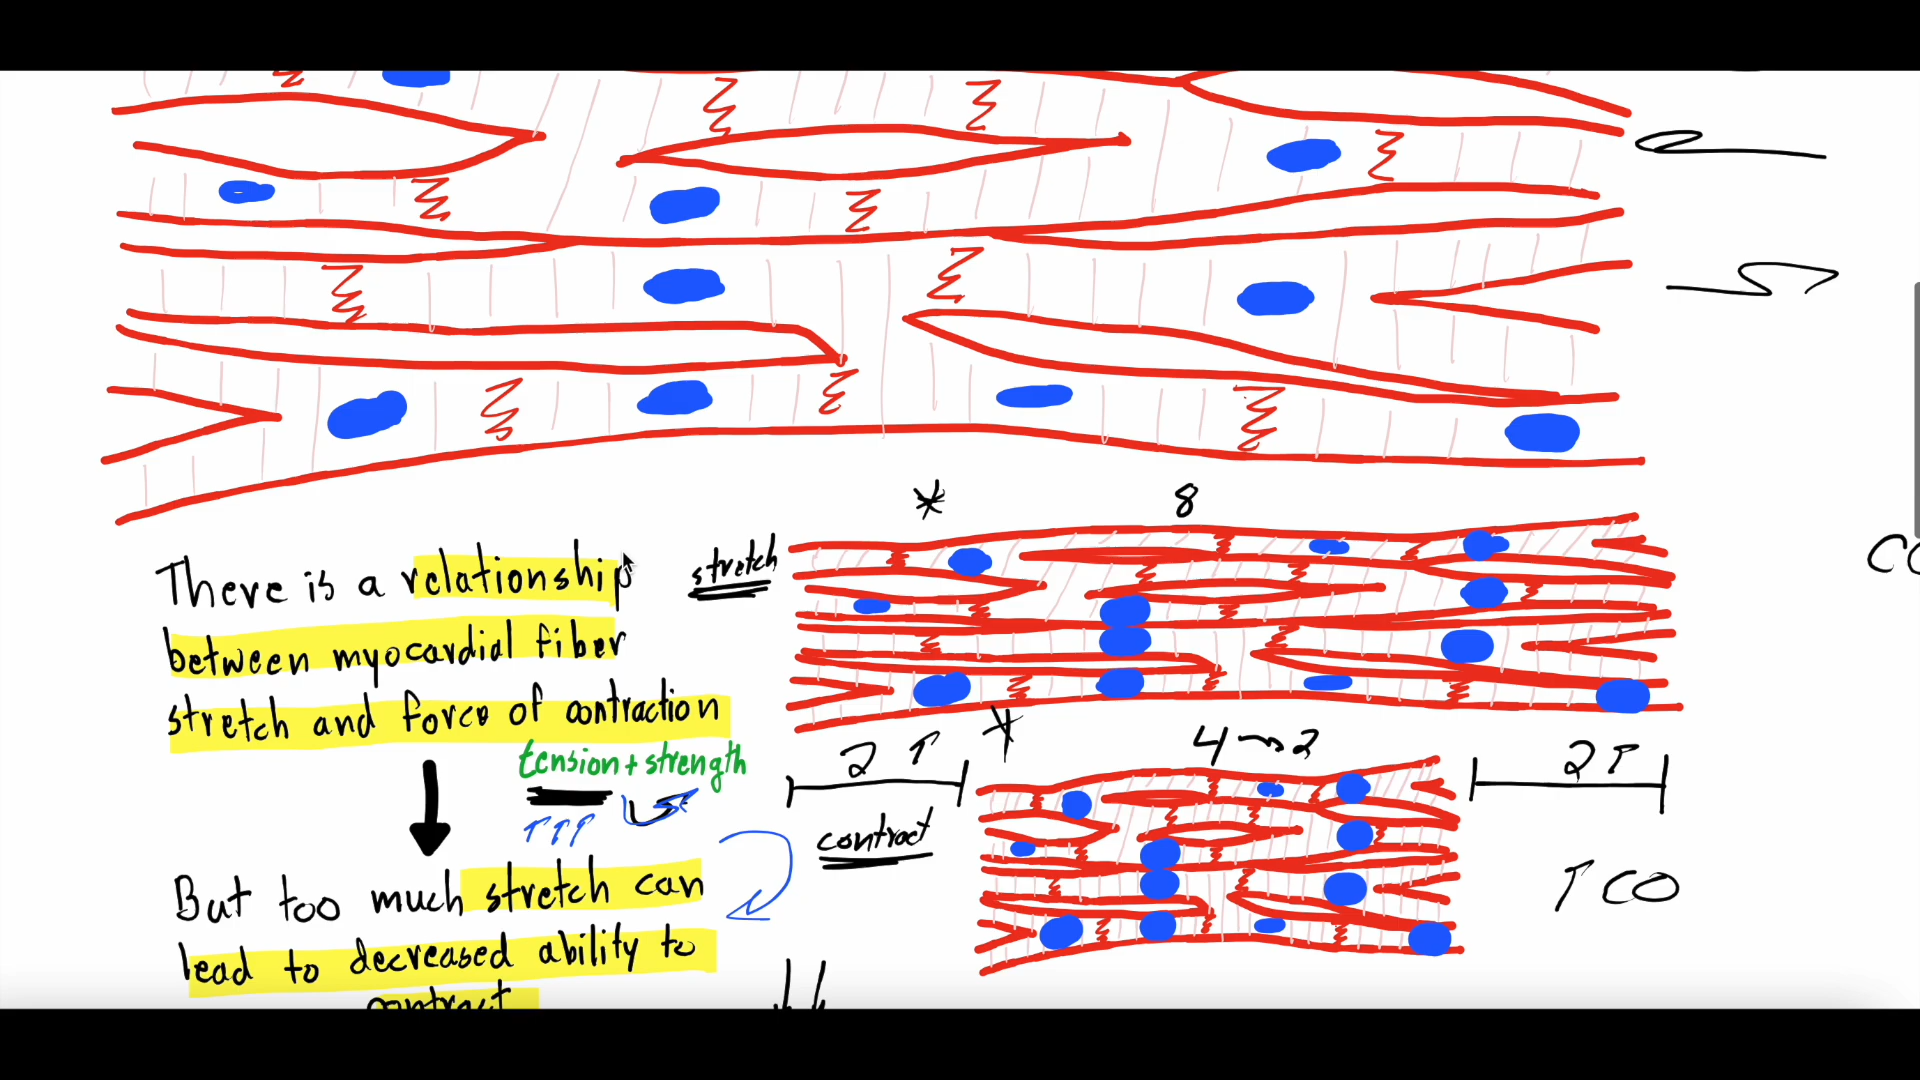 * 8
There is a relationship
stretch
between myocardial fiber
stretch and force of contraction
tension + strength
2
4 → 2
2
contract
CO
But too much stretch can
lead to decreased ability to
contract